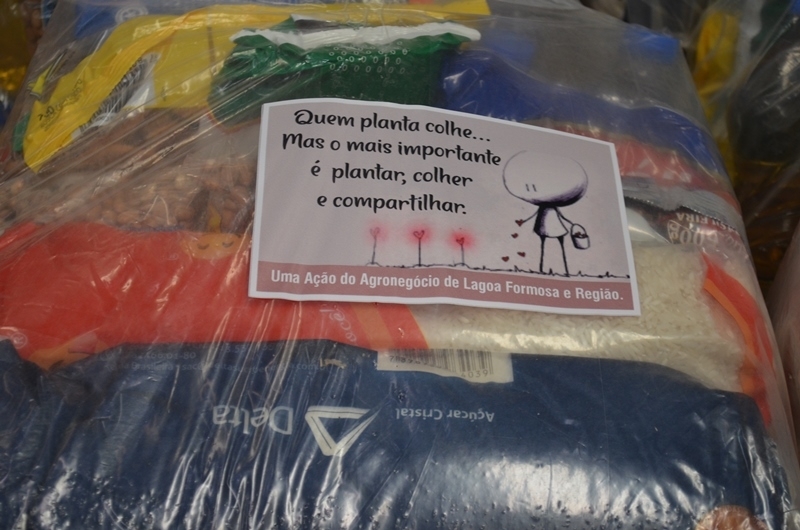 Quem planta colhe...
Mas o mais importante
é plantar, colher
e compartilhar.
Uma Ação do Agronegócio de Lagoa Formosa e Região.
Delta
Açúcar Cristal